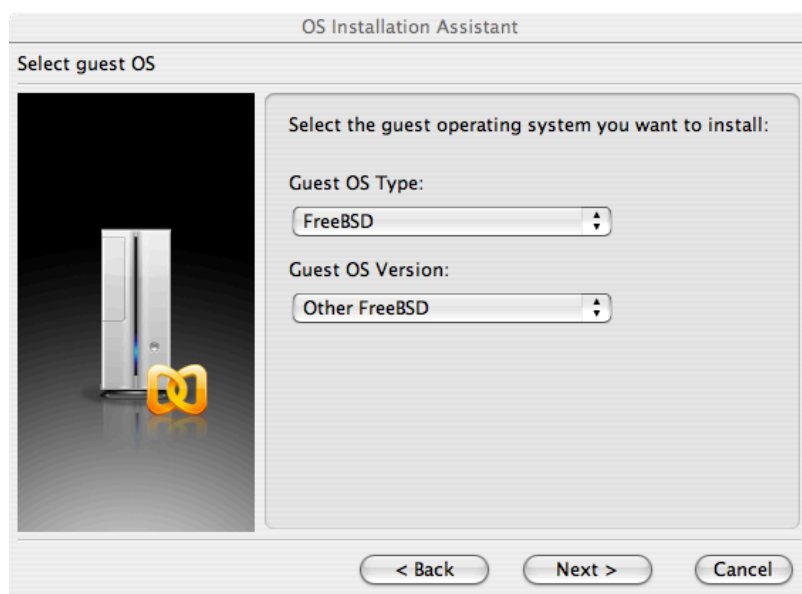 OS Installation Assistant
Select guest OS
Select the guest operating system you want to install:
Guest OS Type:
FreeBSD
Guest OS Version:
Other FreeBSD
< Back
Next >
Cancel